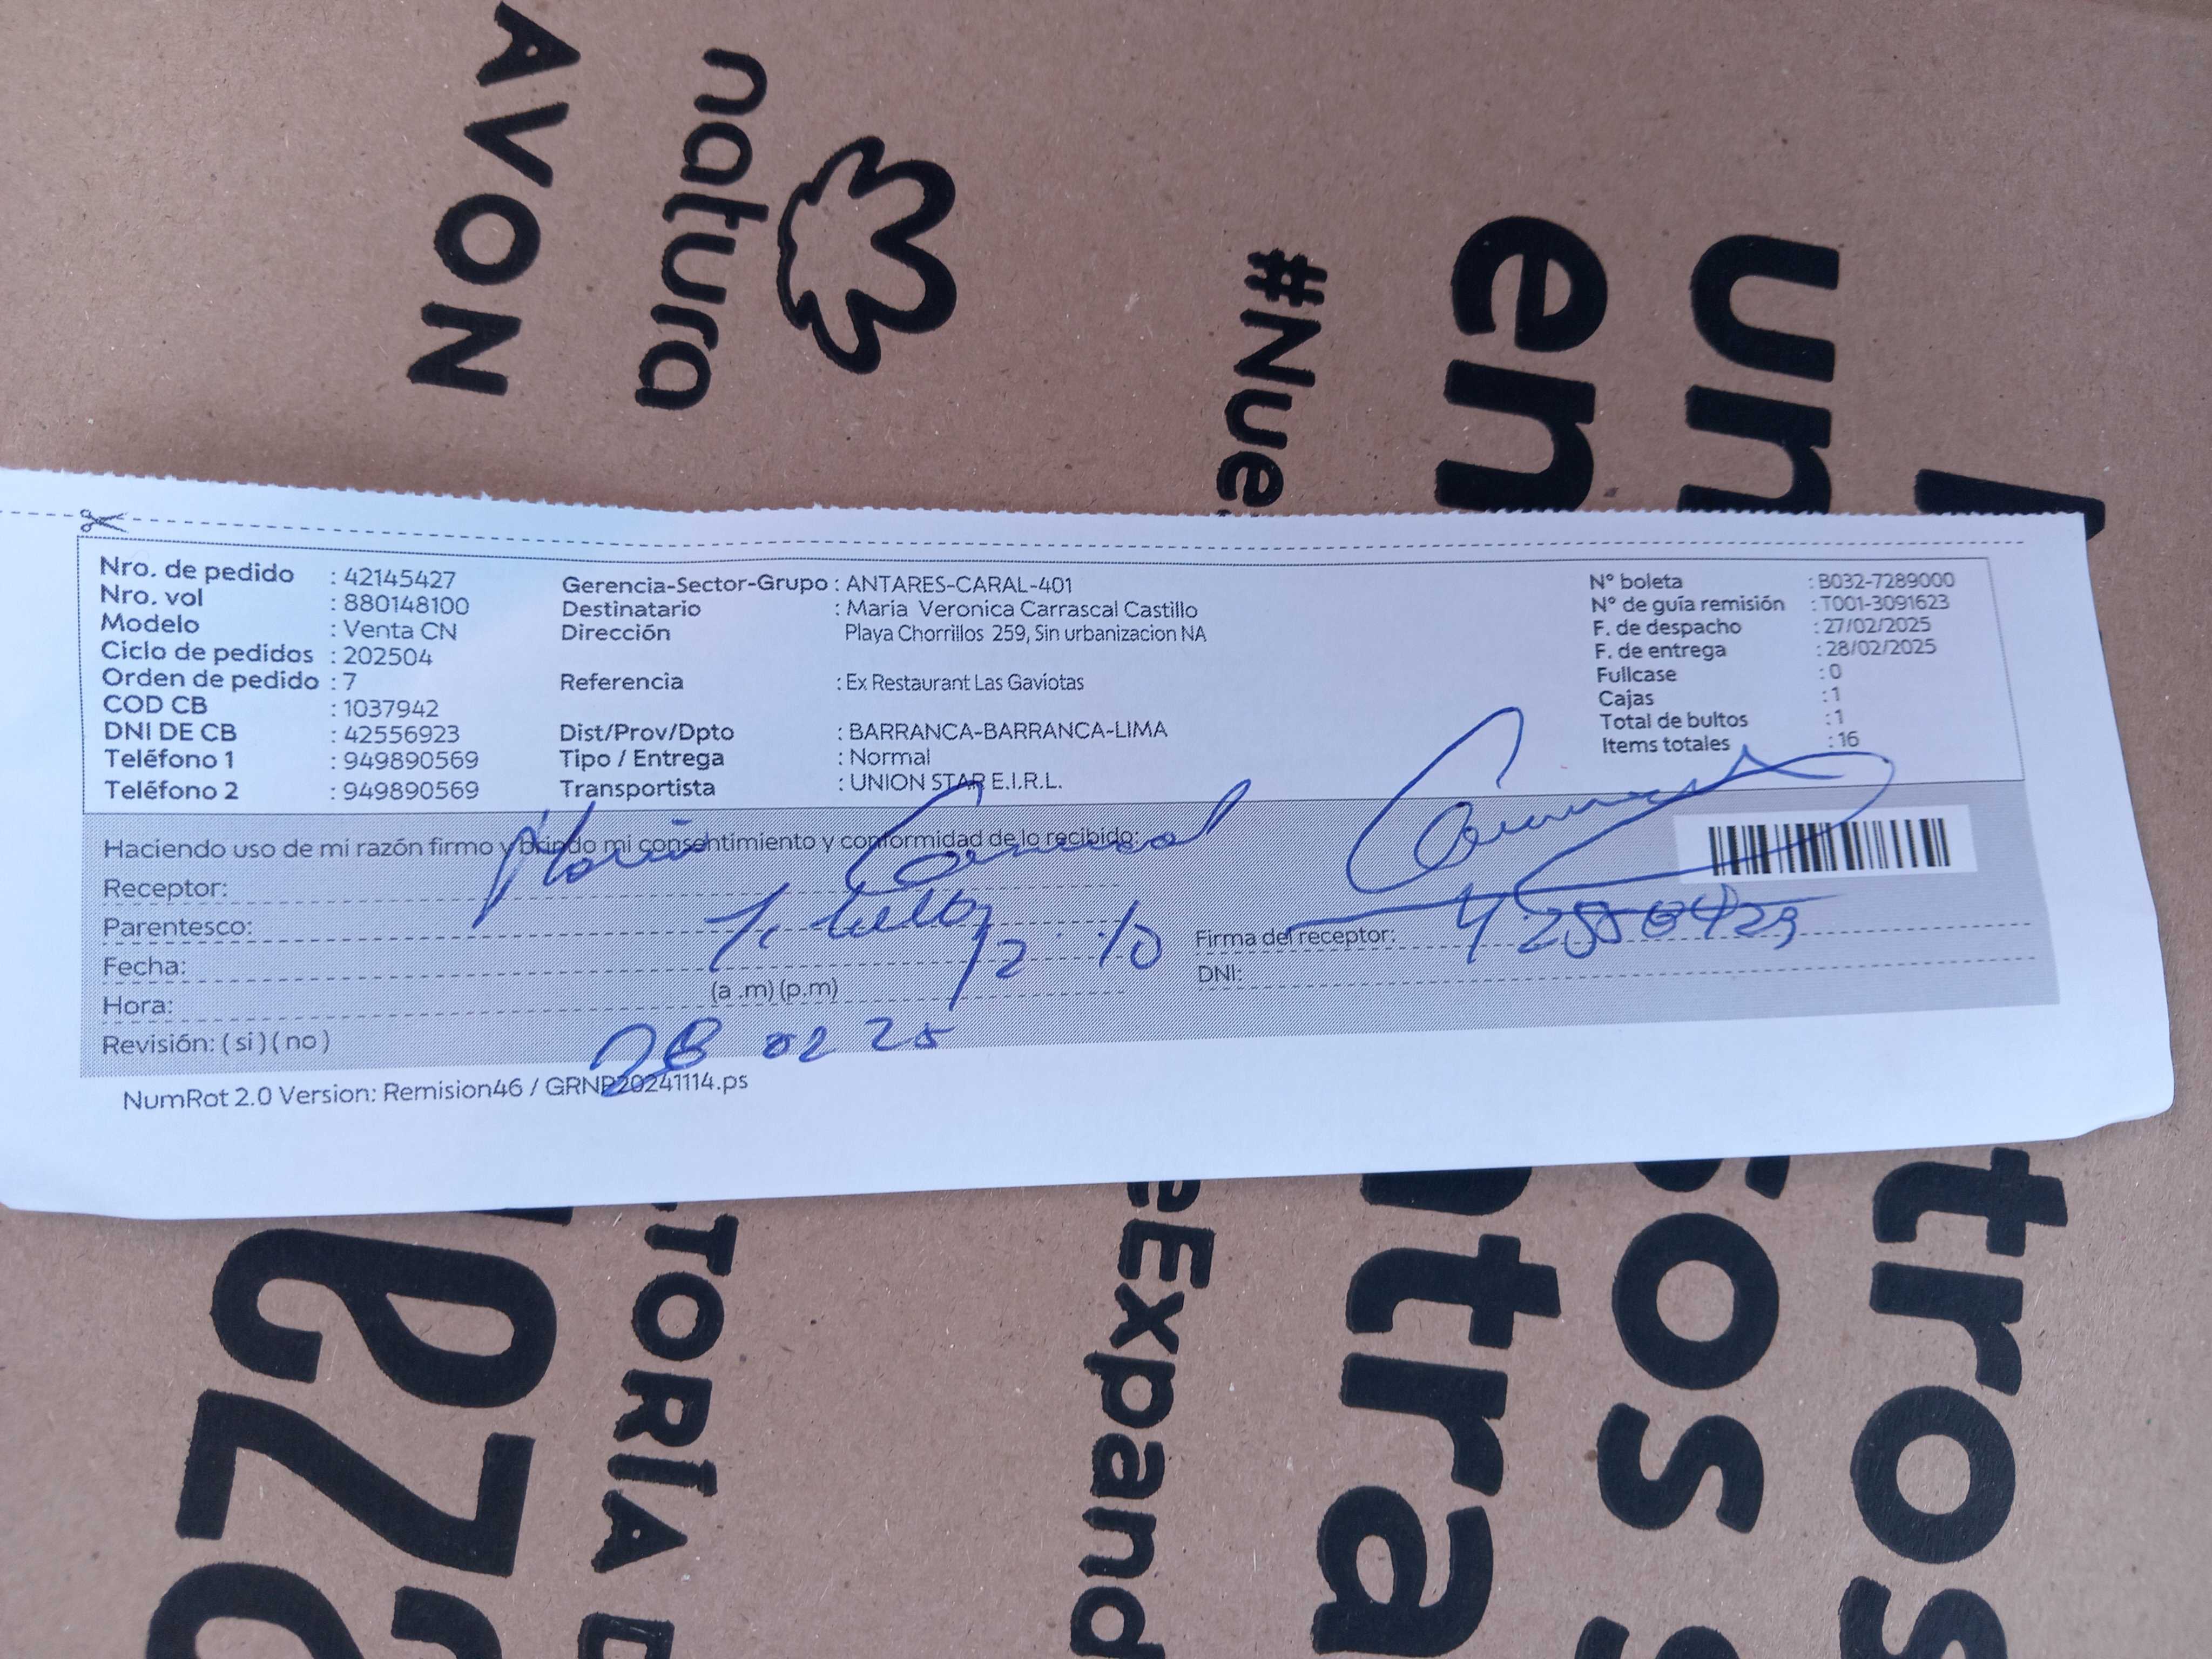 AVON
natura
#Nue
en
un
Nro. de pedido : 42145427
Nro. vol : 880148100
Modelo : Venta CN
Ciclo de pedidos : 202504
Orden de pedido : 7
COD CB : 1037942
DNI DE CB : 42556923
Teléfono 1 : 949890569
Teléfono 2 : 949890569
Gerencia-Sector-Grupo : ANTARES-CARAL-401
Destinatario : Maria Veronica Carrascal Castillo
Dirección Playa Chorrillos 259, Sin urbanizacion NA
Referencia : Ex Restaurant Las Gaviotas
Dist/Prov/Dpto : BARRANCA-BARRANCA-LIMA
Tipo / Entrega : Normal
Transportista : UNION STAR E.I.R.L.
N° boleta : B032-7289000
N° de guía remisión : T001-3091623
F. de despacho : 27/02/2025
F. de entrega : 28/02/2025
Fullcase : 0
Cajas : 1
Total de bultos : 1
Items totales : 16
Haciendo uso de mi razón firmo y brindo mi consentimiento y conformidad de lo recibido:
Receptor: Maria Carrascal
Parentesco:
Fecha: 12:10
Hora: (a .m) (p.m)
Revisión: ( si ) ( no ) 28 02 25
Firma del receptor:
DNI:
NumRot 2.0 Version: Remision46 / GRNP20241114.ps
TORIA D
eExpand
ntra
sos
tros